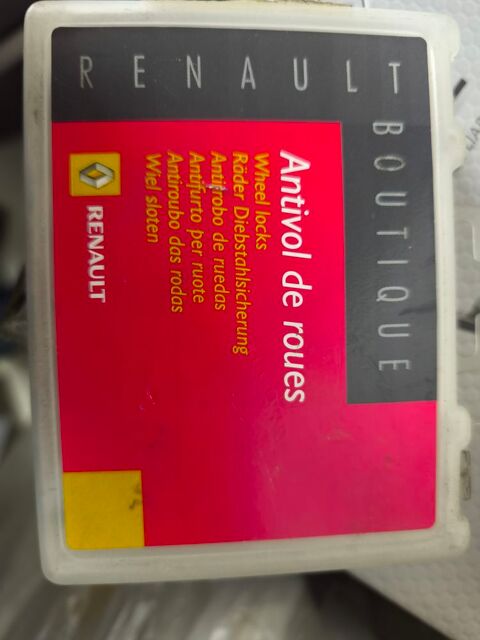 RENAULT
BOUTIQUE
Antivol de roues
Wheel locks
Räder Diebstahlsicherung
Antirrobo de ruedas
Antifurto per ruote
Antiroubo das rodas
Wiel sloten
RENAULT